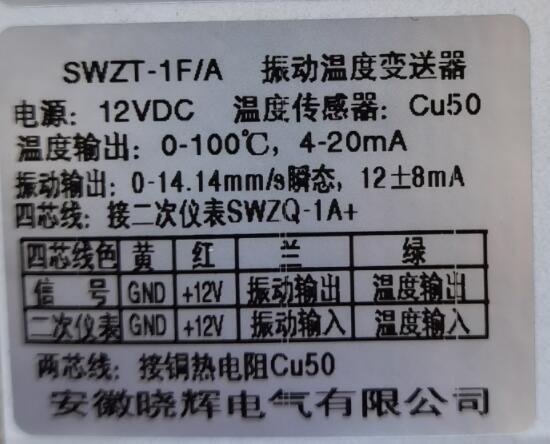 SWZT-1F/A 振动温度变送器
电源：12VDC 温度传感器：Cu50
温度输出：0-100℃，4-20mA
振动输出：0-14.14mm/s瞬态，12±8mA
四芯线：接二次仪表SWZQ-1A+
四芯线色 黄 红 兰 绿
信号 GND +12V 振动输出 温度输出
二次仪表 GND +12V 振动输入 温度输入
两芯线：接铜热电阻Cu50
安徽晓辉电气有限公司